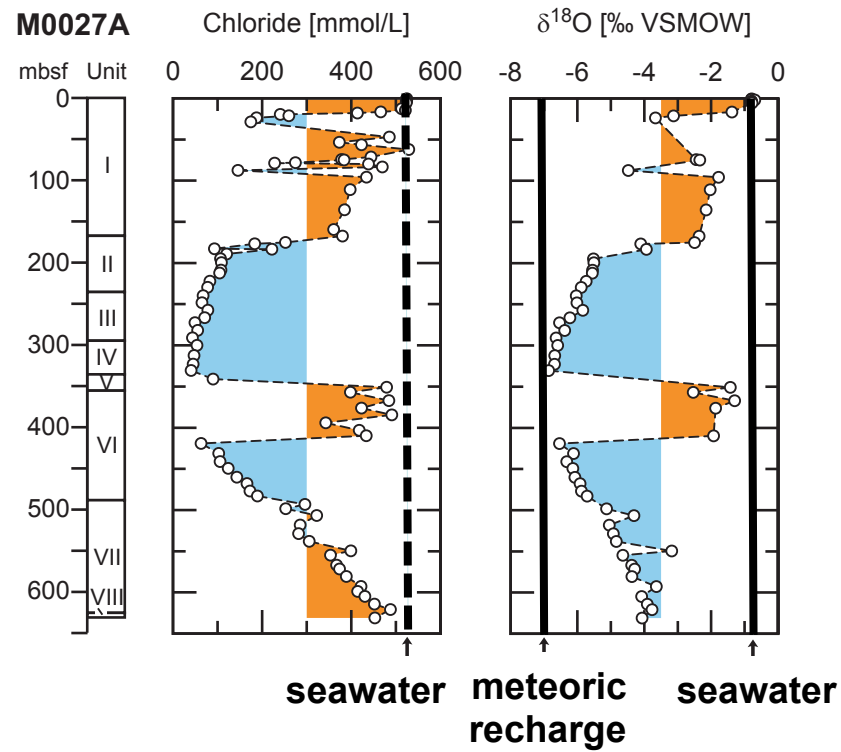 M0027A Chloride [mmol/L] δ¹⁸O [‰ VSMOW]
mbsf Unit 0 200 400 600 -8 -6 -4 -2 0
0
I
100
200
II
III
300
IV
V
400
VI
500
VII
600
VIII
seawater meteoric seawater
recharge